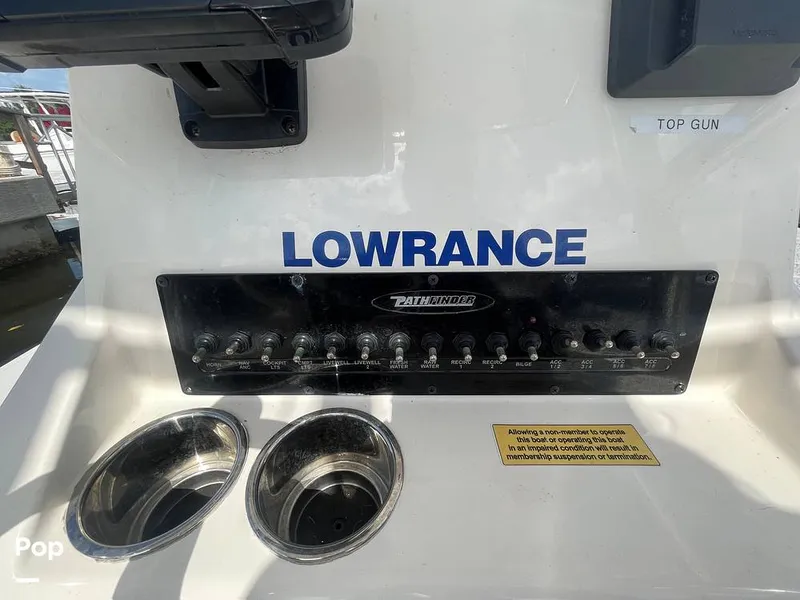 TOP GUN
LOWRANCE
PATHFINDER
HORN NAV ANC. COCKPIT LTS LTS LIVEWELL LIVEWELL 2 FRESH WATER RAW WATER RECIRC 1 RECIRC BILGE ACC 1/2 ACC 3/4 ACC 5/6 ACC 7/8
Allowing a non-member to operate
this boat or operating this boat
in an impaired condition will result in
membership suspension or termination.
Pop